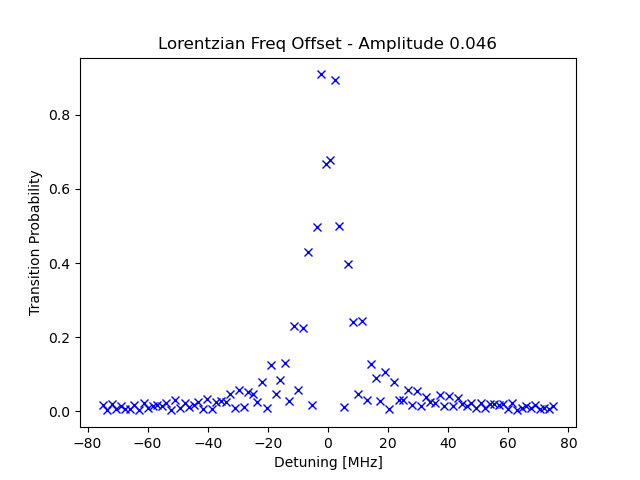 Lorentzian Freq Offset - Amplitude 0.046
Transition Probability
0.8
0.6
0.4
0.2
0.0
−80 −60 −40 −20 0 20 40 60 80
Detuning [MHz]